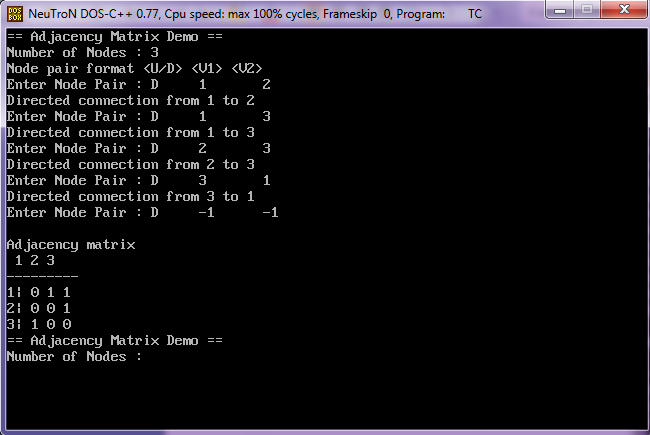 DOS BOX NeuTroN DOS-C++ 0.77, Cpu speed: max 100% cycles, Frameskip 0, Program: TC
== Adjacency Matrix Demo ==
Number of Nodes : 3
Node pair format <U/D> <V1> <V2>
Enter Node Pair : D 1 2
Directed connection from 1 to 2
Enter Node Pair : D 1 3
Directed connection from 1 to 3
Enter Node Pair : D 2 3
Directed connection from 2 to 3
Enter Node Pair : D 3 1
Directed connection from 3 to 1
Enter Node Pair : D -1 -1
Adjacency matrix
1 2 3
---------
1| 0 1 1
2| 0 0 1
3| 1 0 0
== Adjacency Matrix Demo ==
Number of Nodes :